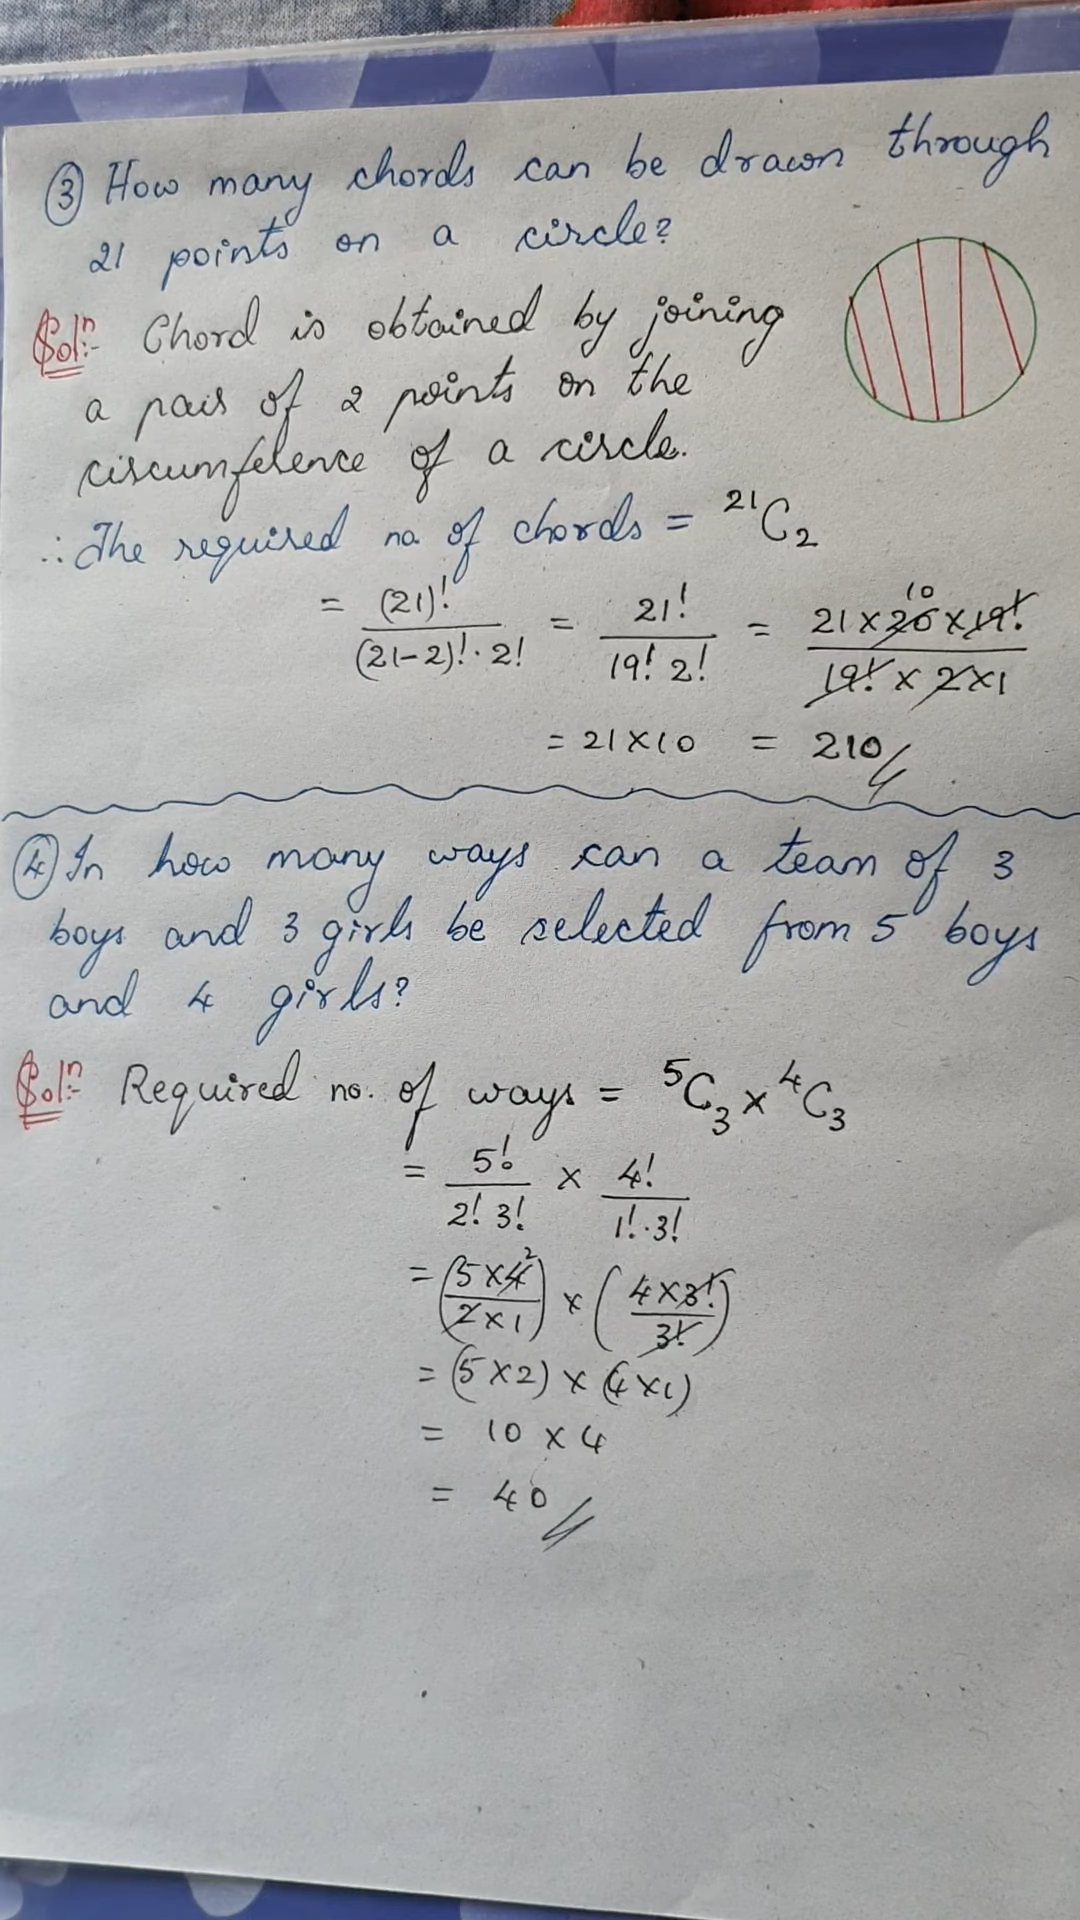 ③ How many chords can be drawn through
21 points on a circle?
Solⁿ:- Chord is obtained by joining
a pair of 2 points on the
circumference of a circle.
∴ The required no. of chords = ²¹C₂
= (21)! / (21-2)! · 2! = 21! / 19! 2! = 21 × 20 × 19! / 19! × 2 × 1
10
= 21 × 10 = 210//
④ In how many ways can a team of 3
boys and 3 girls be selected from 5 boys
and 4 girls?
Solⁿ:- Required no. of ways = ⁵C₃ × ⁴C₃
= 5! / 2! 3! × 4! / 1! · 3!
= (5 × 4² / 2 × 1) × (4 × 3! / 3!)
= (5 × 2) × (4 × 1)
= 10 × 4
= 40//